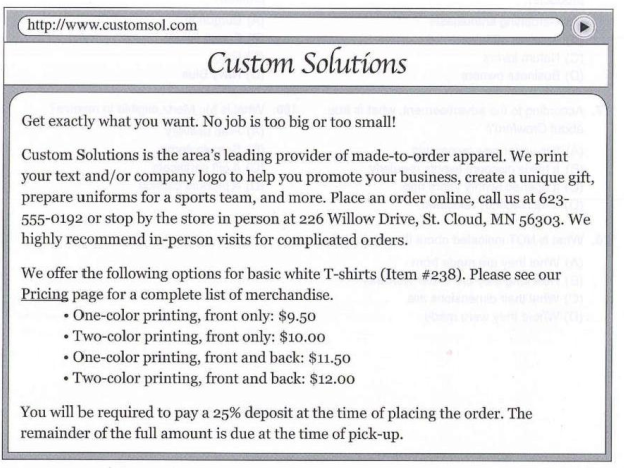 http://www.customsol.com
Custom Solutions
Get exactly what you want. No job is too big or too small!
Custom Solutions is the area's leading provider of made-to-order apparel. We print
your text and/or company logo to help you promote your business, create a unique gift,
prepare uniforms for a sports team, and more. Place an order online, call us at 623-
555-0192 or stop by the store in person at 226 Willow Drive, St. Cloud, MN 56303. We
highly recommend in-person visits for complicated orders.
We offer the following options for basic white T-shirts (Item #238). Please see our
Pricing page for a complete list of merchandise.
• One-color printing, front only: $9.50
• Two-color printing, front only: $10.00
• One-color printing, front and back: $11.50
• Two-color printing, front and back: $12.00
You will be required to pay a 25% deposit at the time of placing the order. The
remainder of the full amount is due at the time of pick-up.